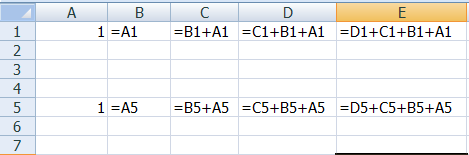 A B C D E
1 1 =A1 =B1+A1 =C1+B1+A1 =D1+C1+B1+A1
2
3
4
5 1 =A5 =B5+A5 =C5+B5+A5 =D5+C5+B5+A5
6
7